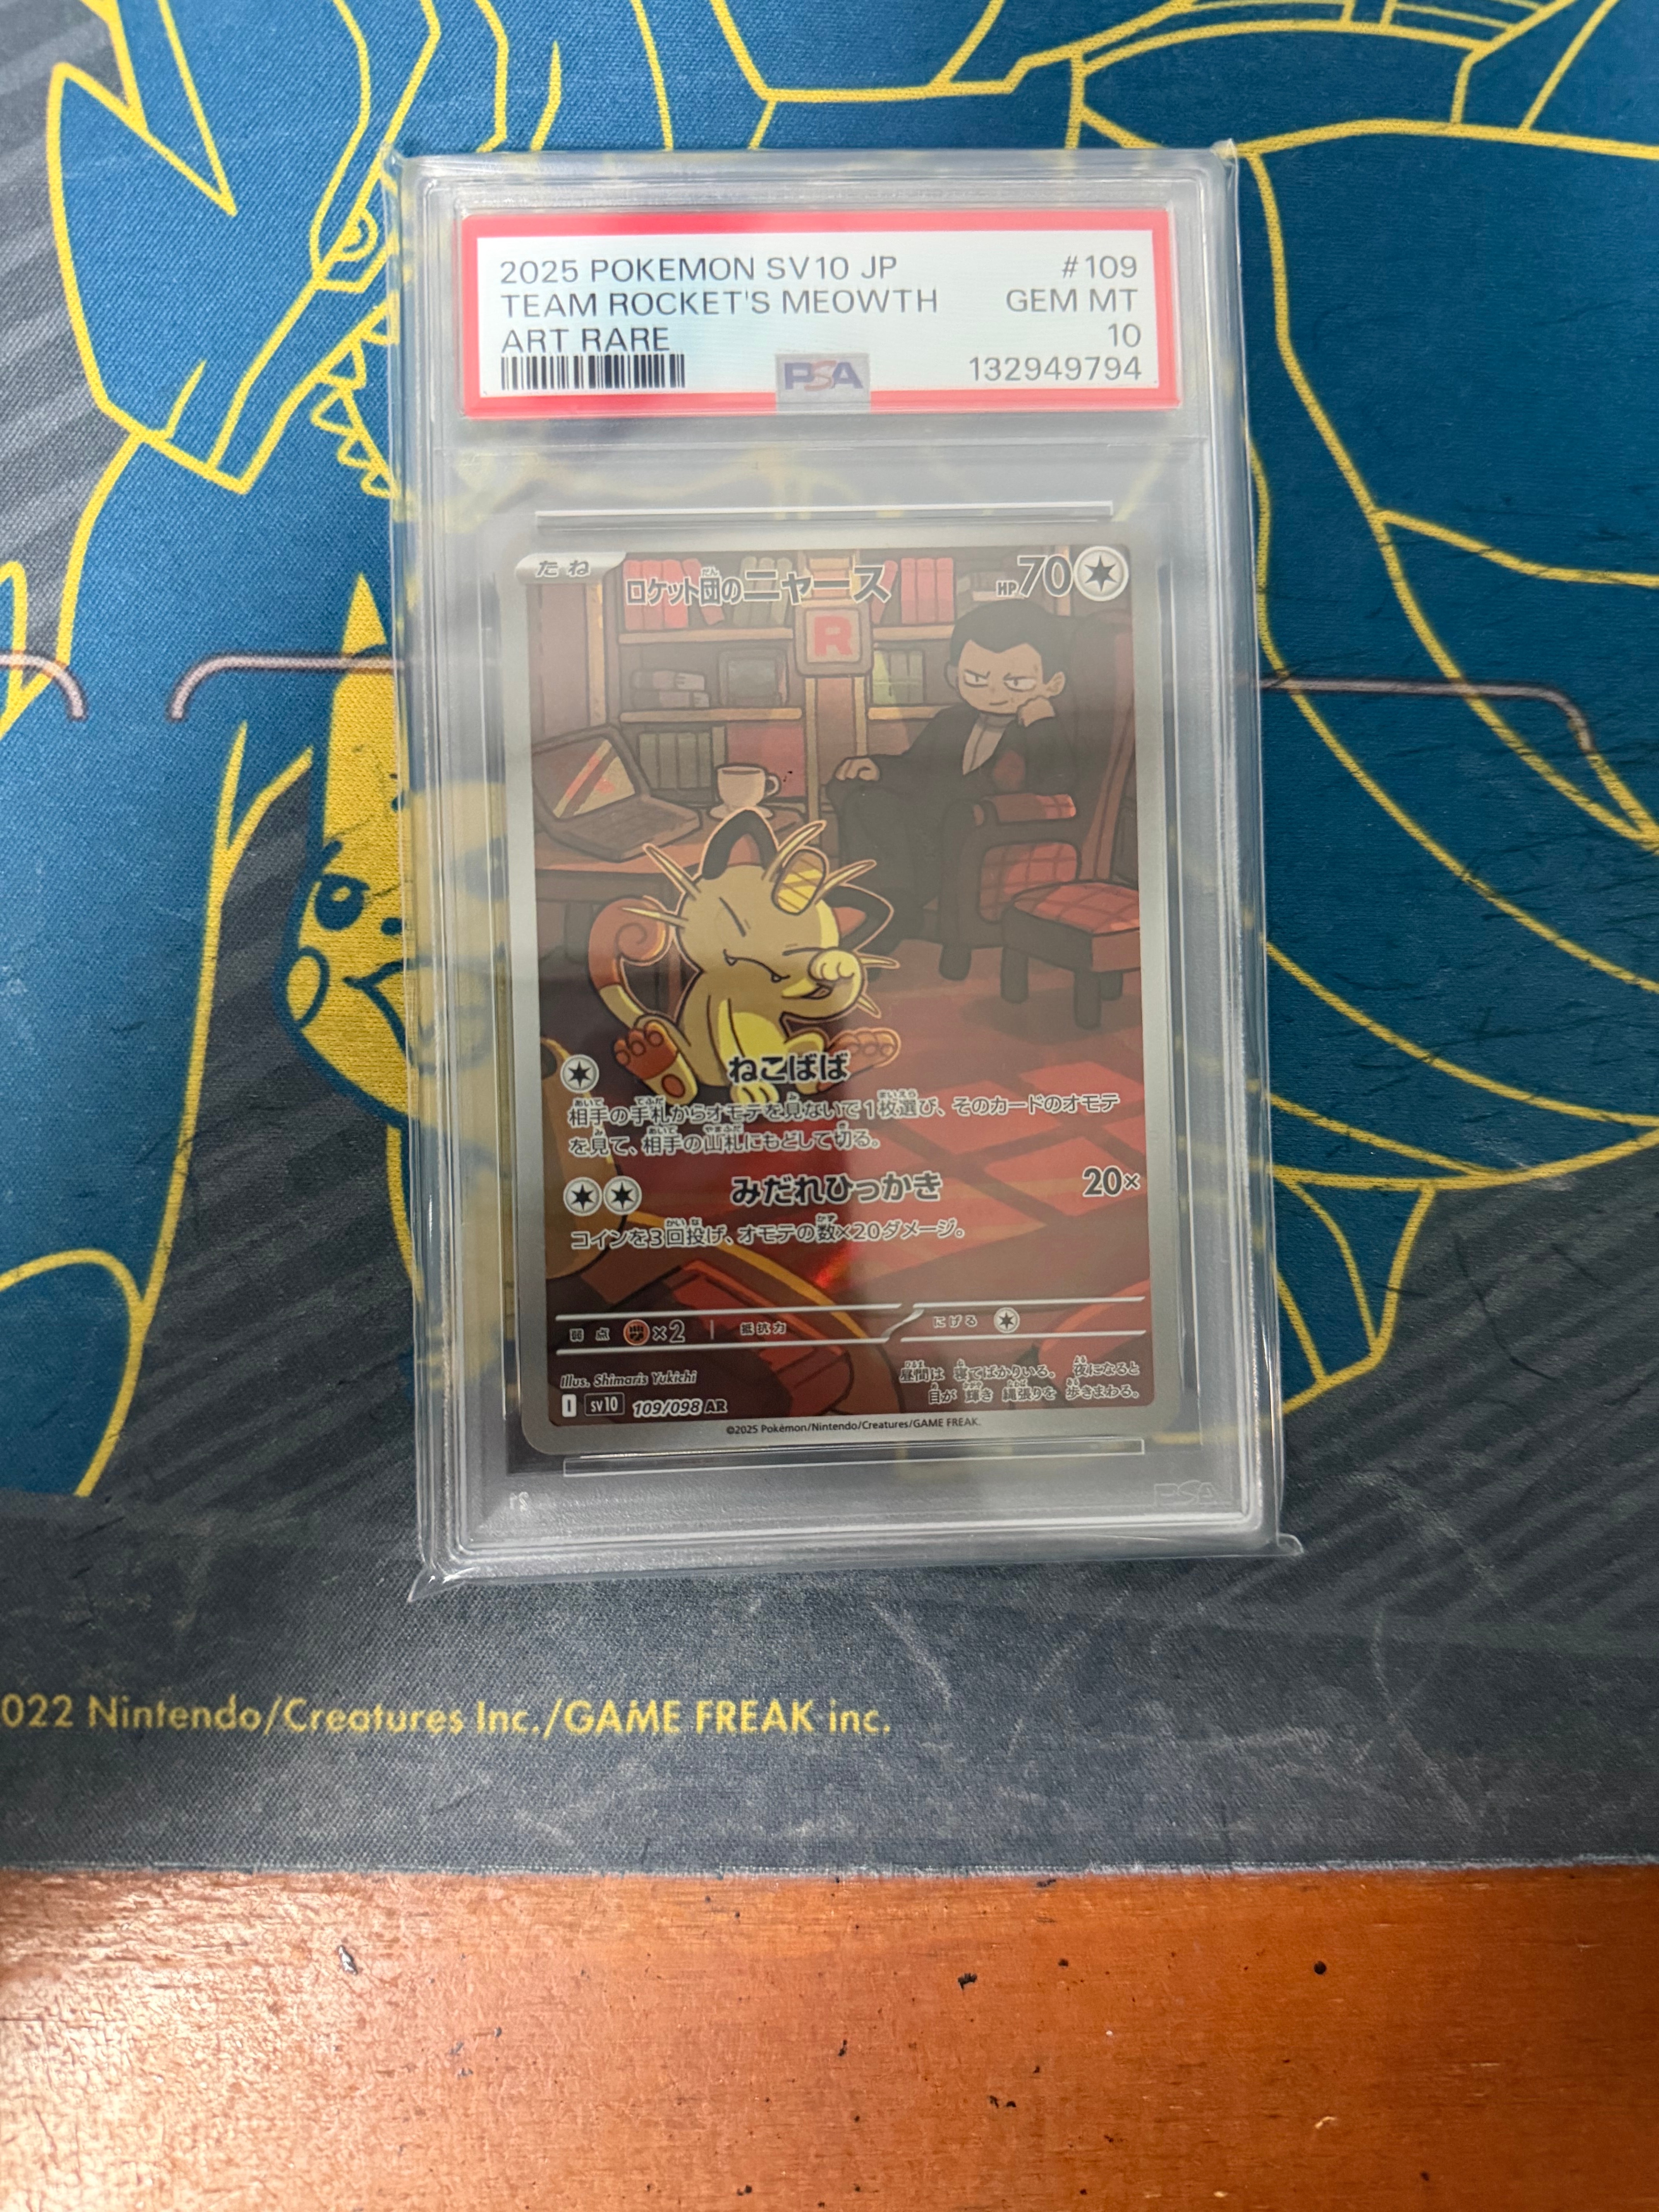 2025 POKEMON SV10 JP #109
TEAM ROCKET'S MEOWTH GEM MT
ART RARE 10
PSA 132949794
たね ロケット団のニャース HP70
だん
R
ねこばば
相手の手札からオモテを見ないで1枚選び、そのカードのオモテ
を見て、相手の山札にもどして切る。
みだれひっかき 20×
コインを3回投げ、オモテの数×20ダメージ。
弱点 ×2 抵抗力 にげる
昼間は 寝てばかりいる。 夜になると
目が 輝き 縄張りを 歩きまわる。
Illus. Shimaris Yukichi
I SV10 109/098 AR
©2025 Pokémon/Nintendo/Creatures/GAME FREAK.
PSA
022 Nintendo/Creatures Inc./GAME FREAK inc.